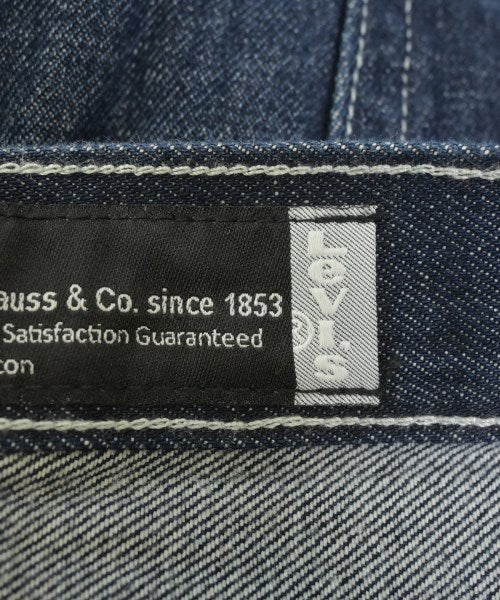 auss & Co. since 1853
Satisfaction Guaranteed
ton
Levi's
®